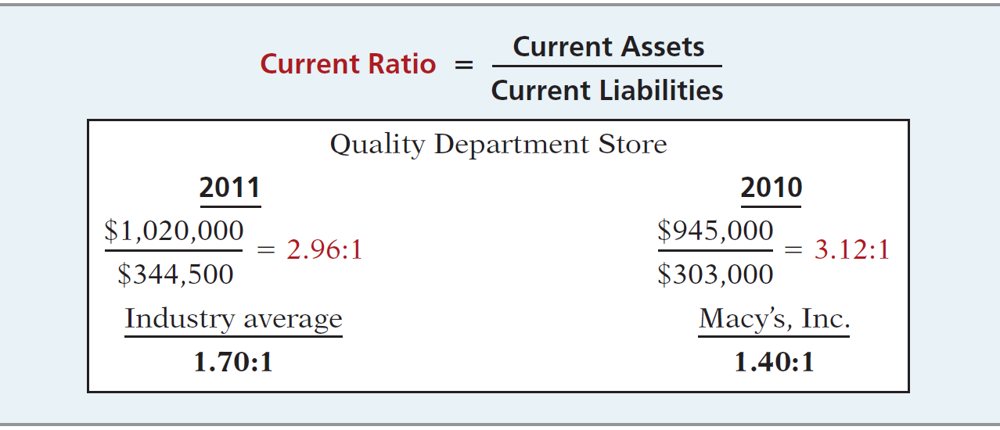 Current Ratio = Current Assets
Current Liabilities
Quality Department Store
2011 2010
$1,020,000 $945,000
= 2.96:1 = 3.12:1
$344,500 $303,000
Industry average Macy’s, Inc.
1.70:1 1.40:1